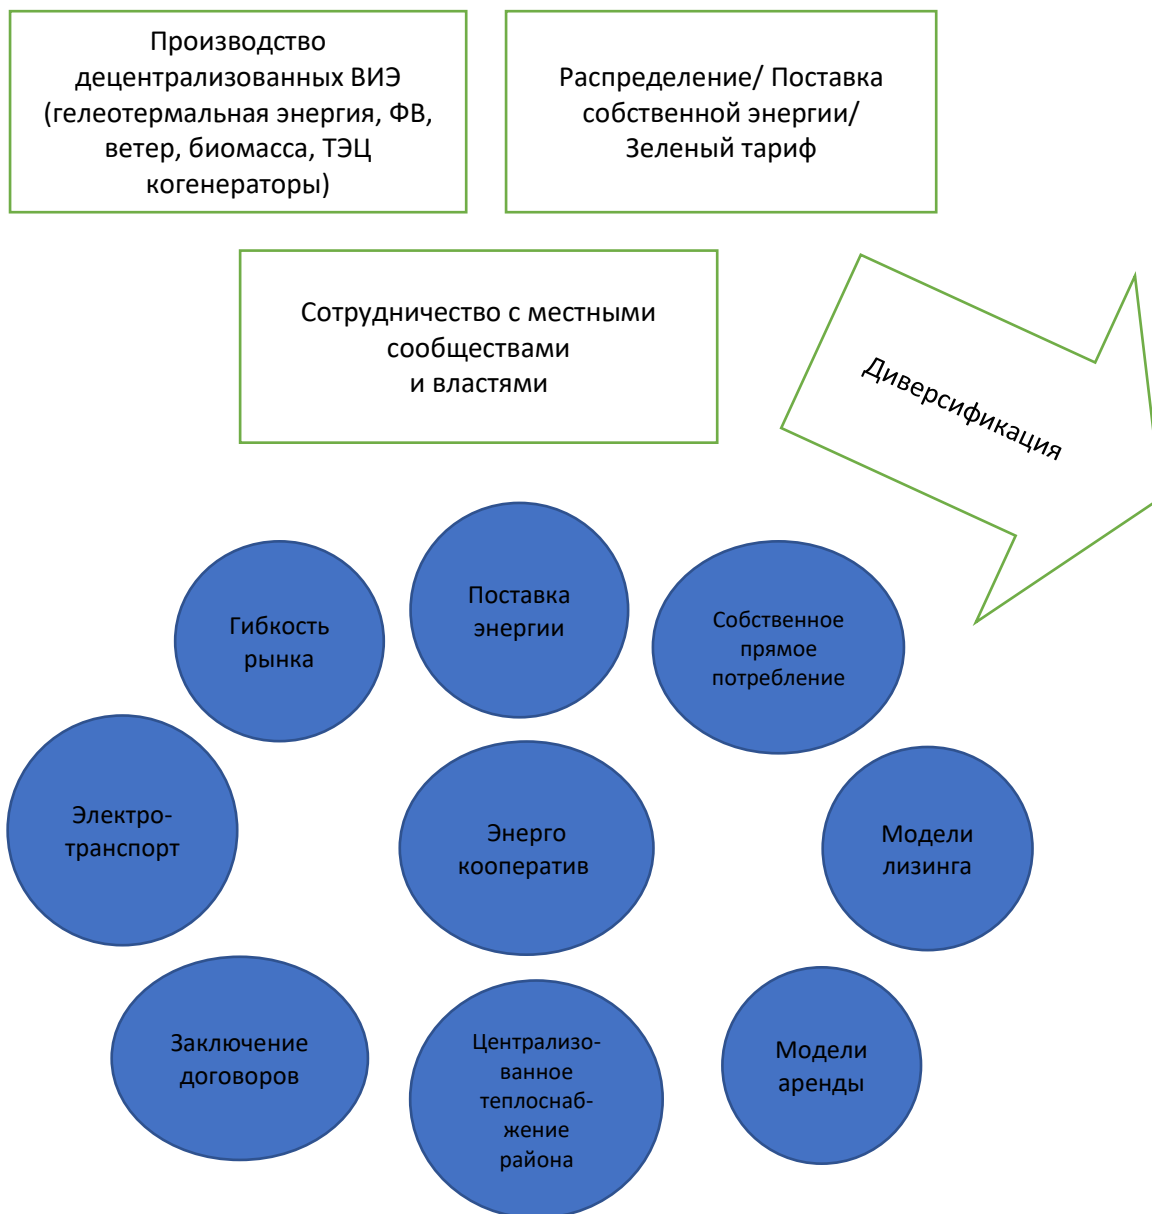 Производство
децентрализованных ВИЭ
(гелеотермальная энергия, ФВ,
ветер, биомасса, ТЭЦ
когенераторы)
Распределение/ Поставка
собственной энергии/
Зеленый тариф
Сотрудничество с местными
сообществами
и властями
Диверсификация
Поставка
энергии
Гибкость
рынка
Собственное
прямое
потребление
Электро-
транспорт
Энерго
кооператив
Модели
лизинга
Заключение
договоров
Централизо-
ванное
теплоснаб-
жение
района
Модели
аренды